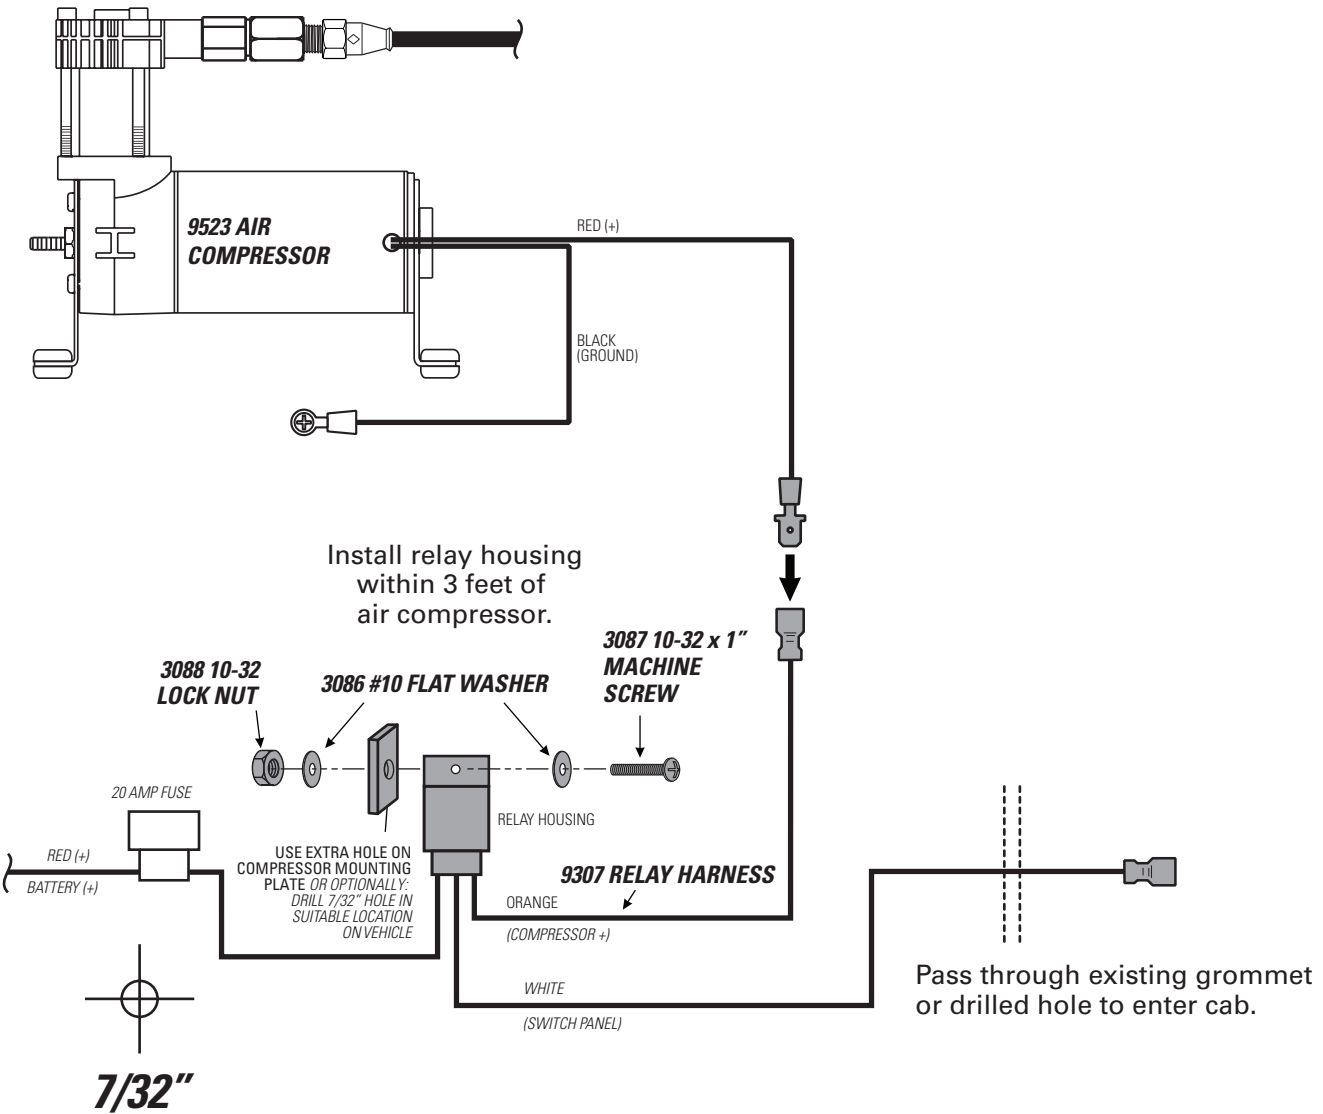 9523 AIR
COMPRESSOR
RED (+)
BLACK
(GROUND)
Install relay housing
within 3 feet of
air compressor.
3087 10-32 x 1”
MACHINE
SCREW
3088 10-32
LOCK NUT
3086 #10 FLAT WASHER
20 AMP FUSE
RELAY HOUSING
RED (+)
BATTERY (+)
USE EXTRA HOLE ON
COMPRESSOR MOUNTING
PLATE OR OPTIONALLY:
DRILL 7/32” HOLE IN
SUITABLE LOCATION
ON VEHICLE
9307 RELAY HARNESS
ORANGE
(COMPRESSOR +)
WHITE
(SWITCH PANEL)
Pass through existing grommet
or drilled hole to enter cab.
7/32”